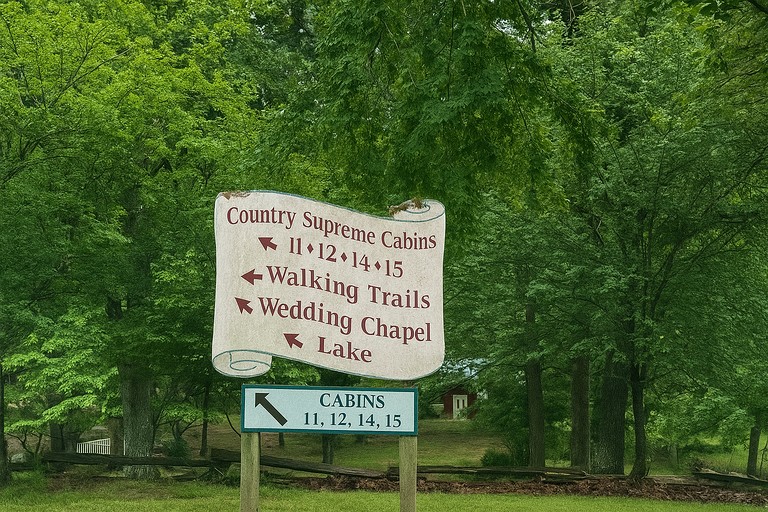 Country Supreme Cabins
11♦12♦14♦15
Walking Trails
Wedding Chapel
Lake
CABINS
11, 12, 14, 15